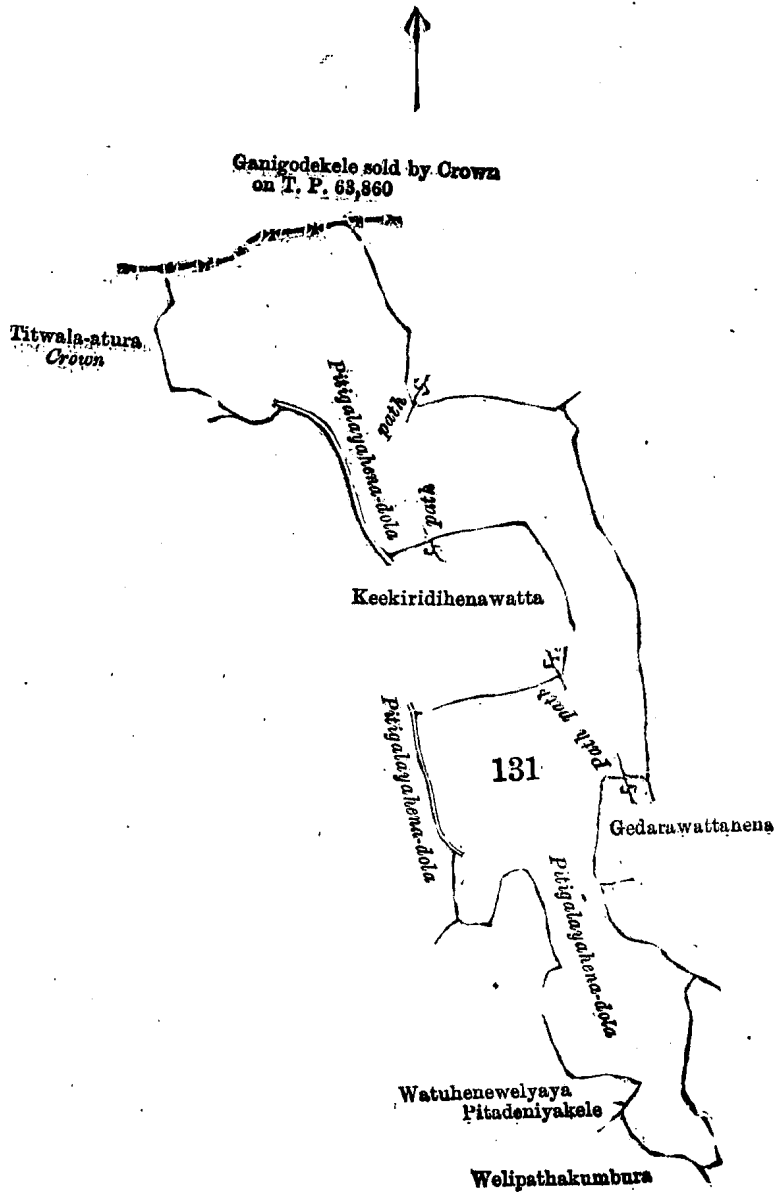 Ganigodekele sold by Crown
on T. P. 63,860
Titwala-atura
Crown
Pitigalayahena-dola
path
path
Keekiridihenawatta
path
Path
Pitigalayahena-dola
131
Gedarawattahena
Pitigalayahena-dola
Watuhenewelyaya
Pitadeniyakele
Welipathakumbura